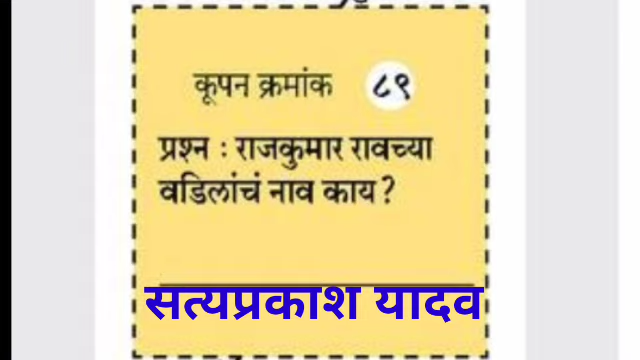 कूपन क्रमांक ८९
प्रश्न : राजकुमार रावच्या
वडिलांचं नाव काय?
सत्यप्रकाश यादव